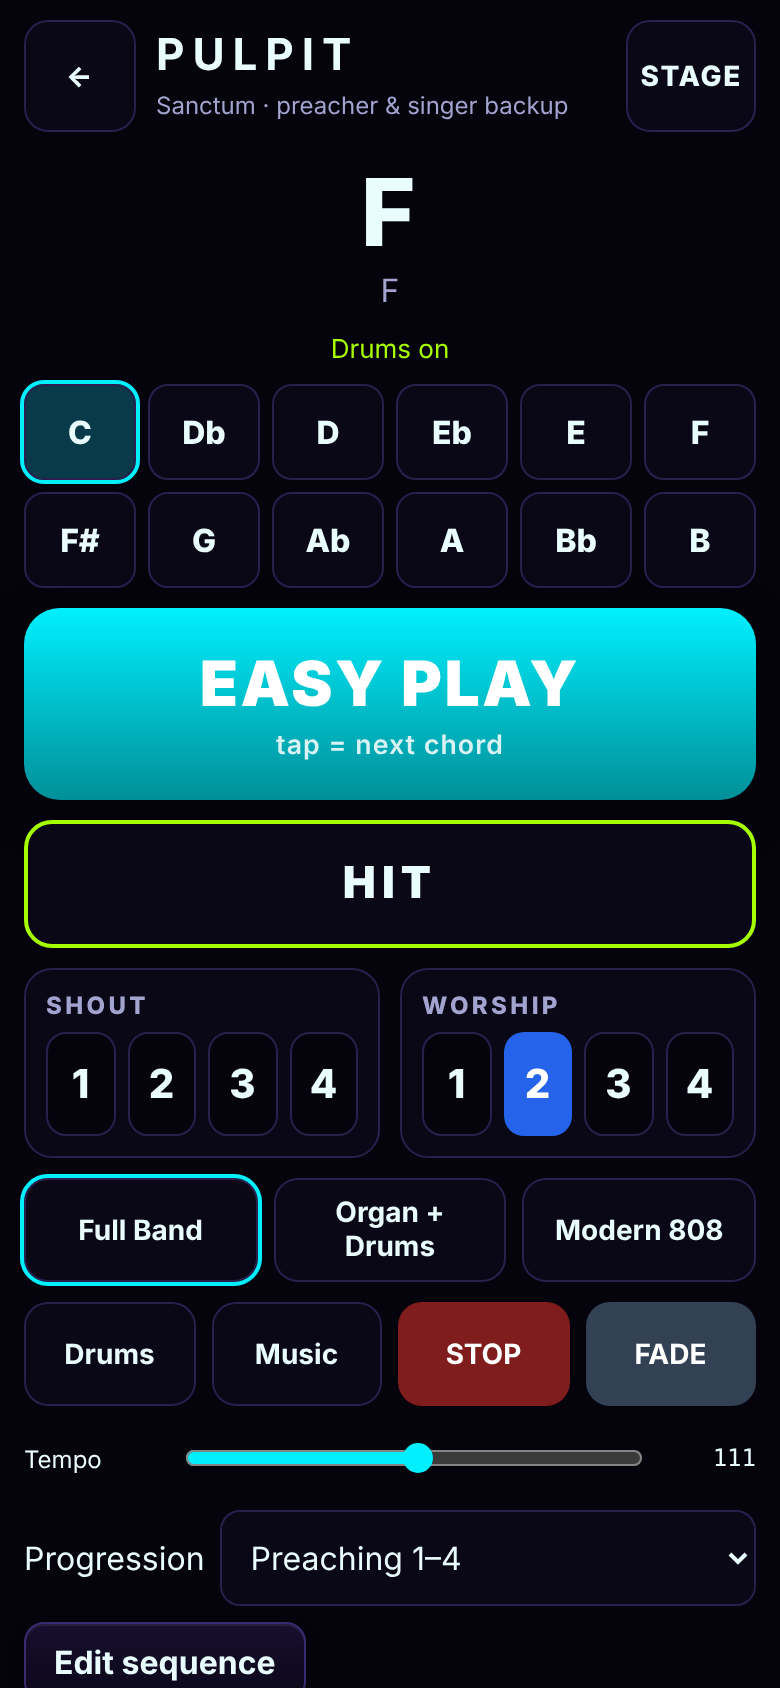 ←
PULPIT
Sanctum · preacher & singer backup
STAGE
F
F
Drums on
C Db D Eb E F
F# G Ab A Bb B
EASY PLAY
tap = next chord
HIT
SHOUT
1 2 3 4
WORSHIP
1 2 3 4
Full Band
Organ +
Drums
Modern 808
Drums Music STOP FADE
Tempo 111
Progression Preaching 1–4
Edit sequence